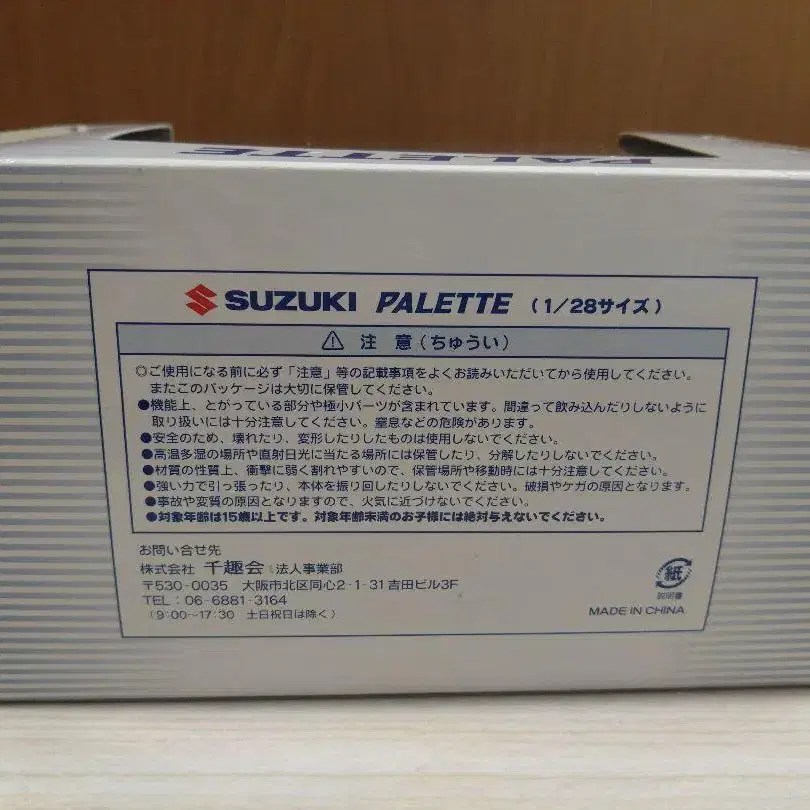 PALETTE
PALETTE
SUZUKI PALETTE (1/28サイズ)
⚠ 注 意(ちゅうい)
◎ご使用になる前に必ず「注意」等の記載事項をよくお読みいただいてから使用してください。
またこのパッケージは大切に保管してください。
●機能上、とがっている部分や極小パーツが含まれています。間違って飲み込んだりしないように
取り扱いには十分注意してください。窒息などの危険があります。
●安全のため、壊れたり、変形したりしたものは使用しないでください。
●高温多湿の場所や直射日光に当たる場所には保管したり、分解したりしないでください。
●材質の性質上、衝撃に弱く割れやすいので、保管場所や移動時には十分注意してください。
●強い力で引っ張ったり、本体を振り回したりしないでください。破損やケガの原因となります。
●事故や変質の原因となりますので、火気に近づけないでください。
●対象年齢は15歳以上です。対象年齢未満のお子様には絶対与えないでください。
お問い合せ先
株式会社 千趣会 法人事業部
〒530-0035 大阪市北区同心2-1-31吉田ビル3F
TEL:06-6881-3164
(9:00~17:30 土日祝日は除く)
紙
説明書
MADE IN CHINA